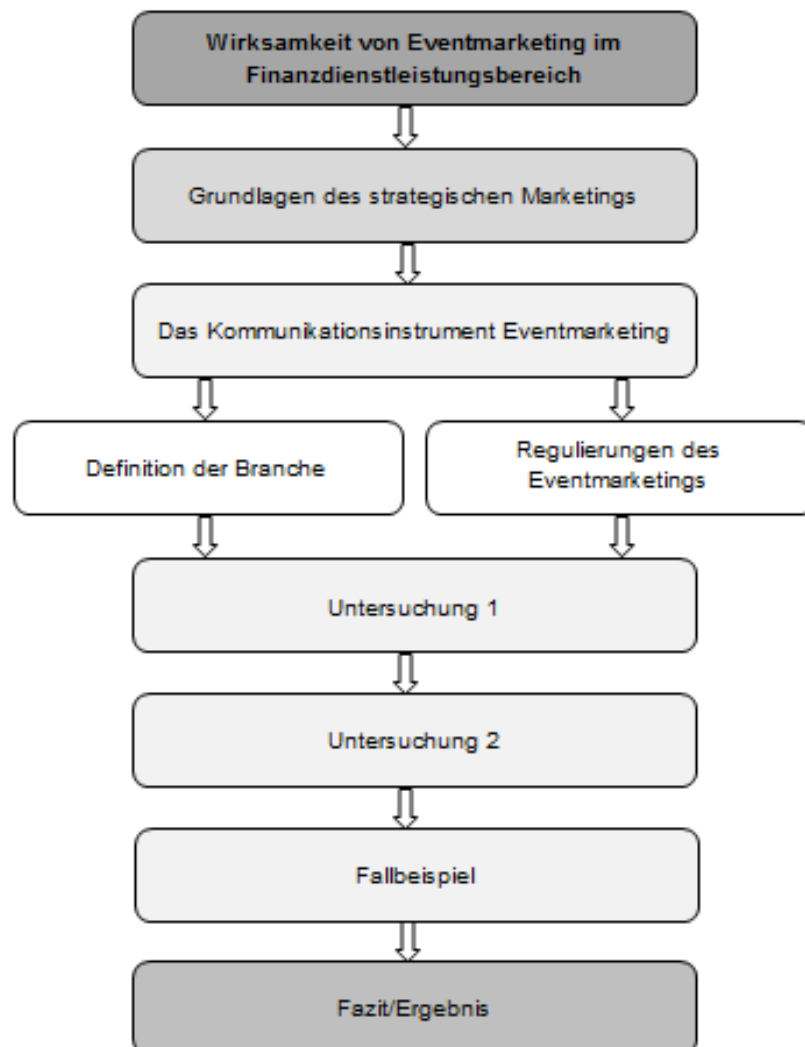 Wirksamkeit von Eventmarketing im
Finanzdienstleistungsbereich
Grundlagen des strategischen Marketings
Das Kommunikationsinstrument Eventmarketing
Definition der Branche
Regulierungen des
Eventmarketings
Untersuchung 1
Untersuchung 2
Fallbeispiel
Fazit/Ergebnis